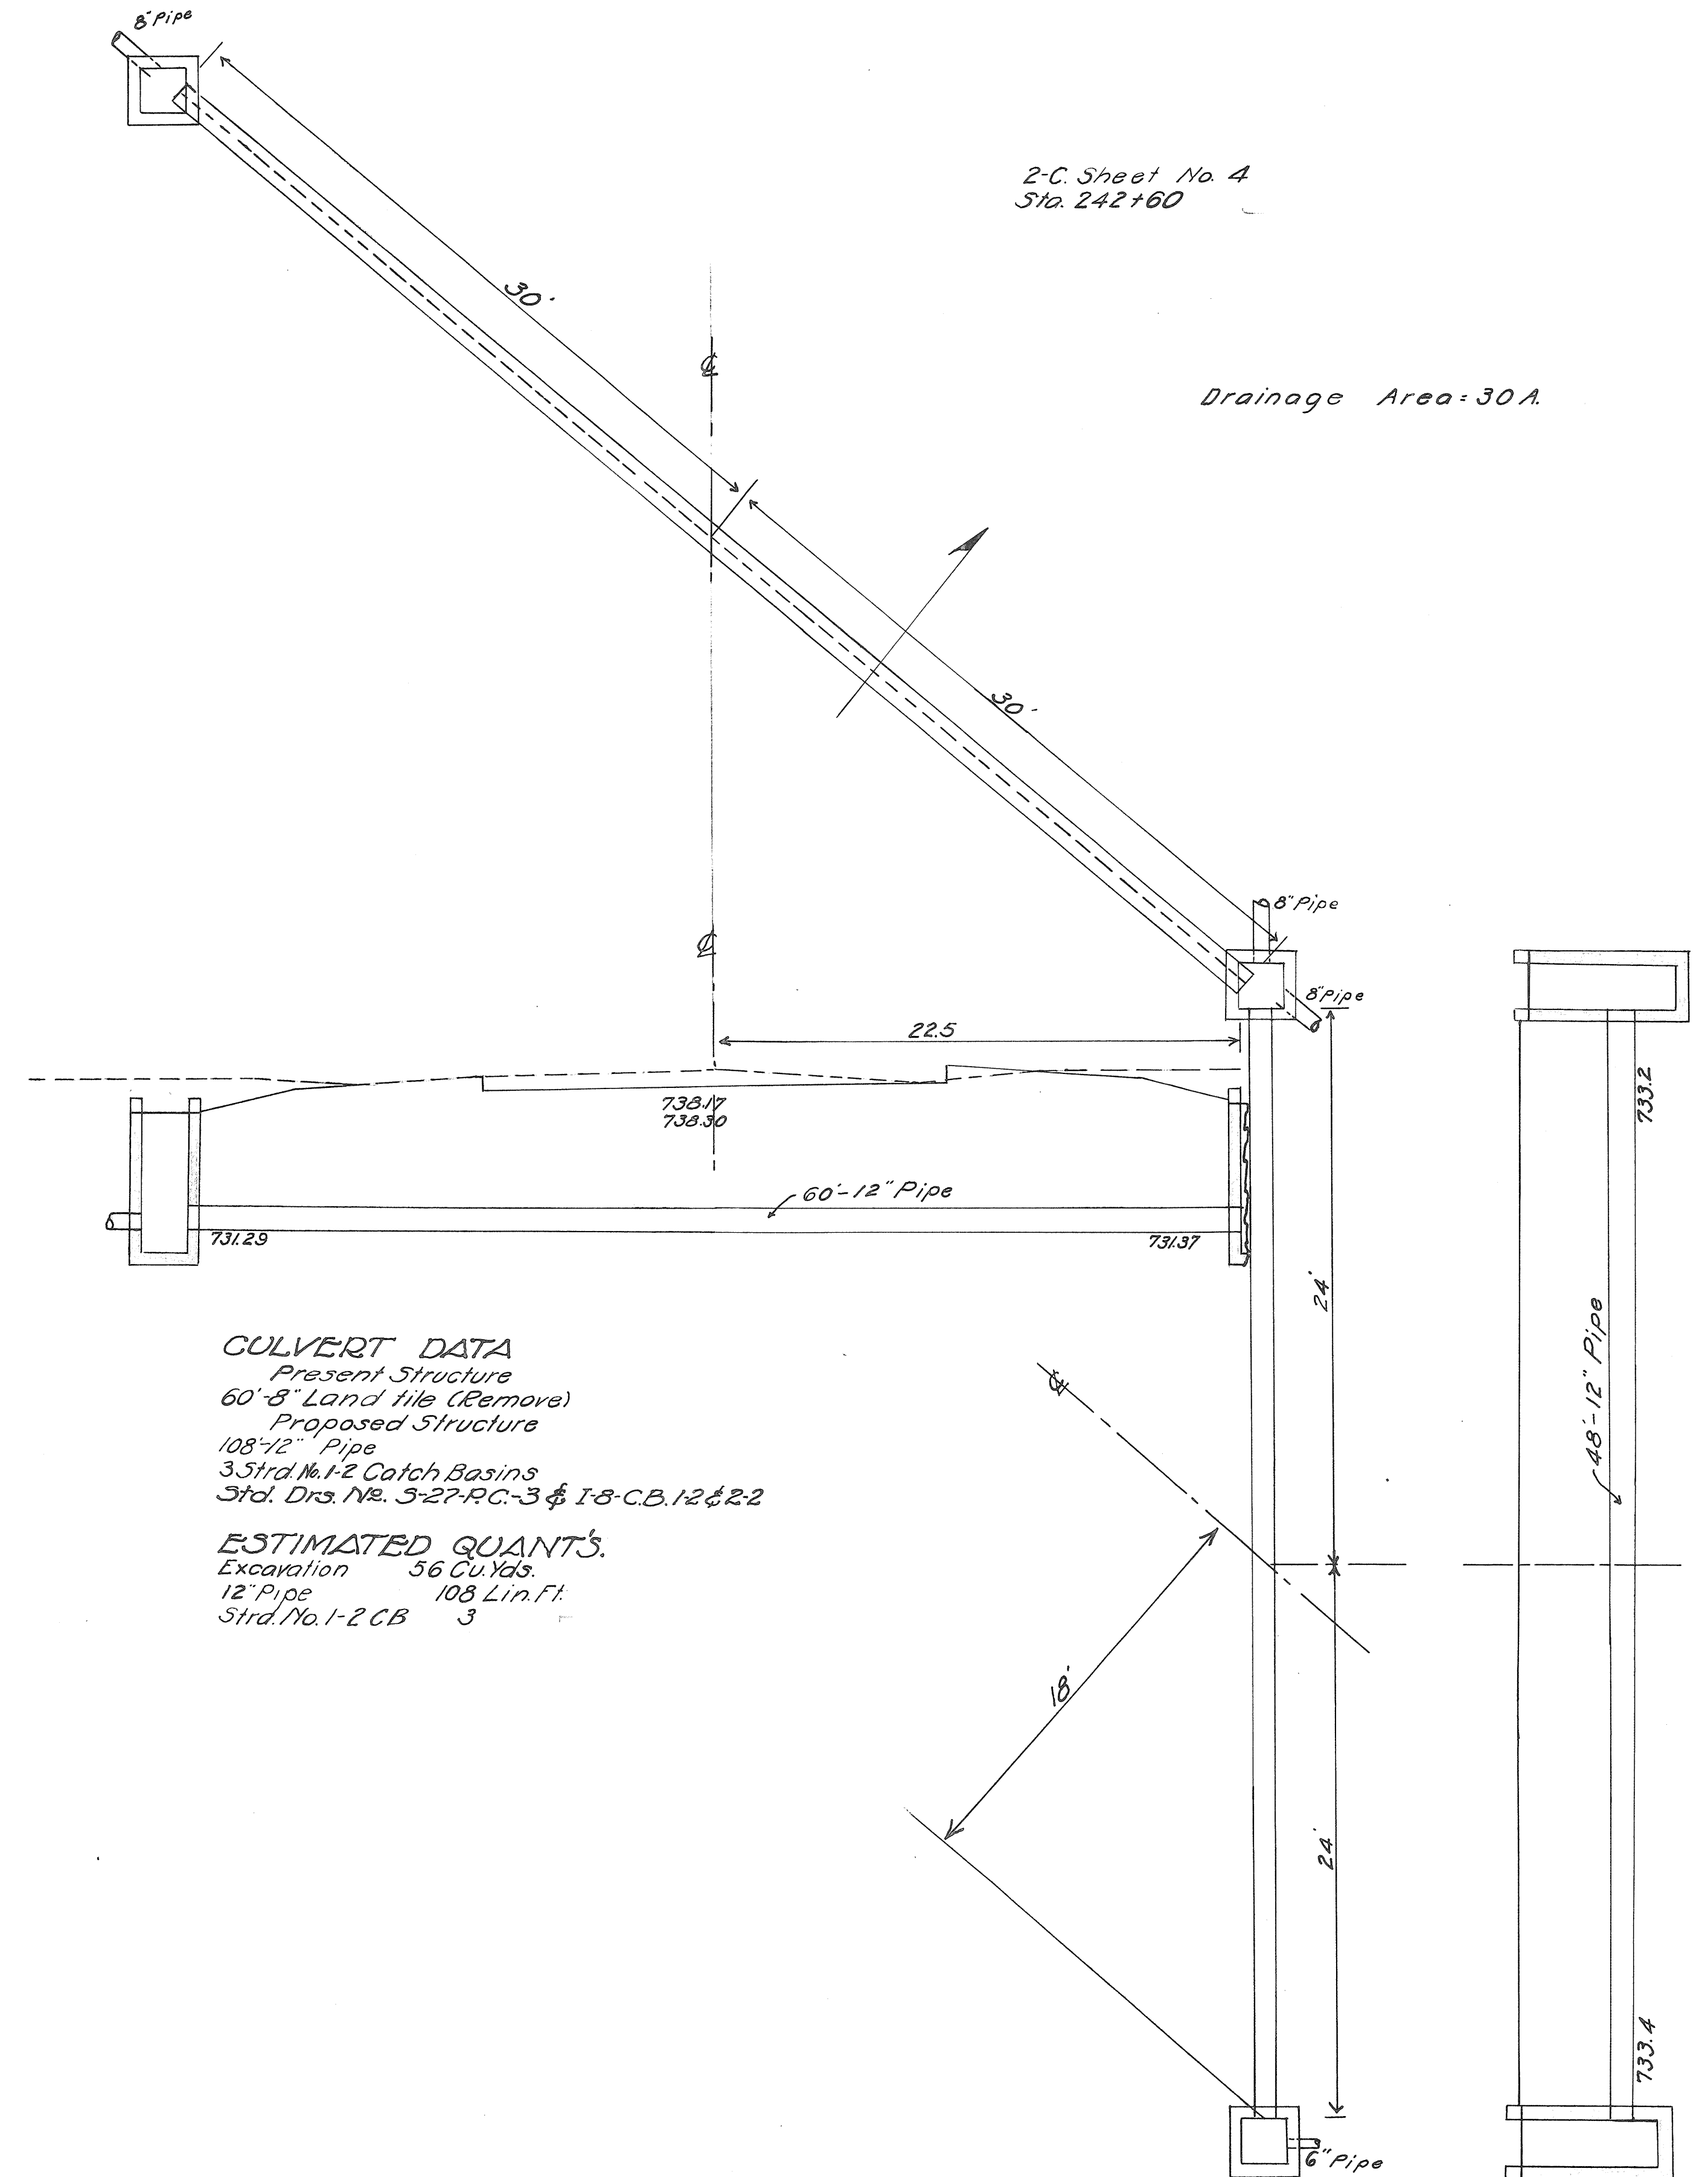 8" Pipe
2-C. Sheet No. 4
Sta. 242+60
30'
℄
Drainage Area = 30 A.
30'
8" Pipe
℄
8" Pipe
22.5
738.17
738.30
733.2
60'-12" Pipe
731.29
731.37
24'
48'-12" Pipe
CULVERT DATA
Present Structure
60'-8" Land tile (Remove)
Proposed Structure
108'-12" Pipe
3 Strd. No. 1-2 Catch Basins
Std. Drs. No. S-27-P.C.-3 & I-8-C.B. 1-2 & 2-2
℄
ESTIMATED QUANT'S.
Excavation 56 Cu. Yds.
12" Pipe 108 Lin. Ft.
Strd. No. 1-2 CB 3
18'
24'
733.4
6" Pipe